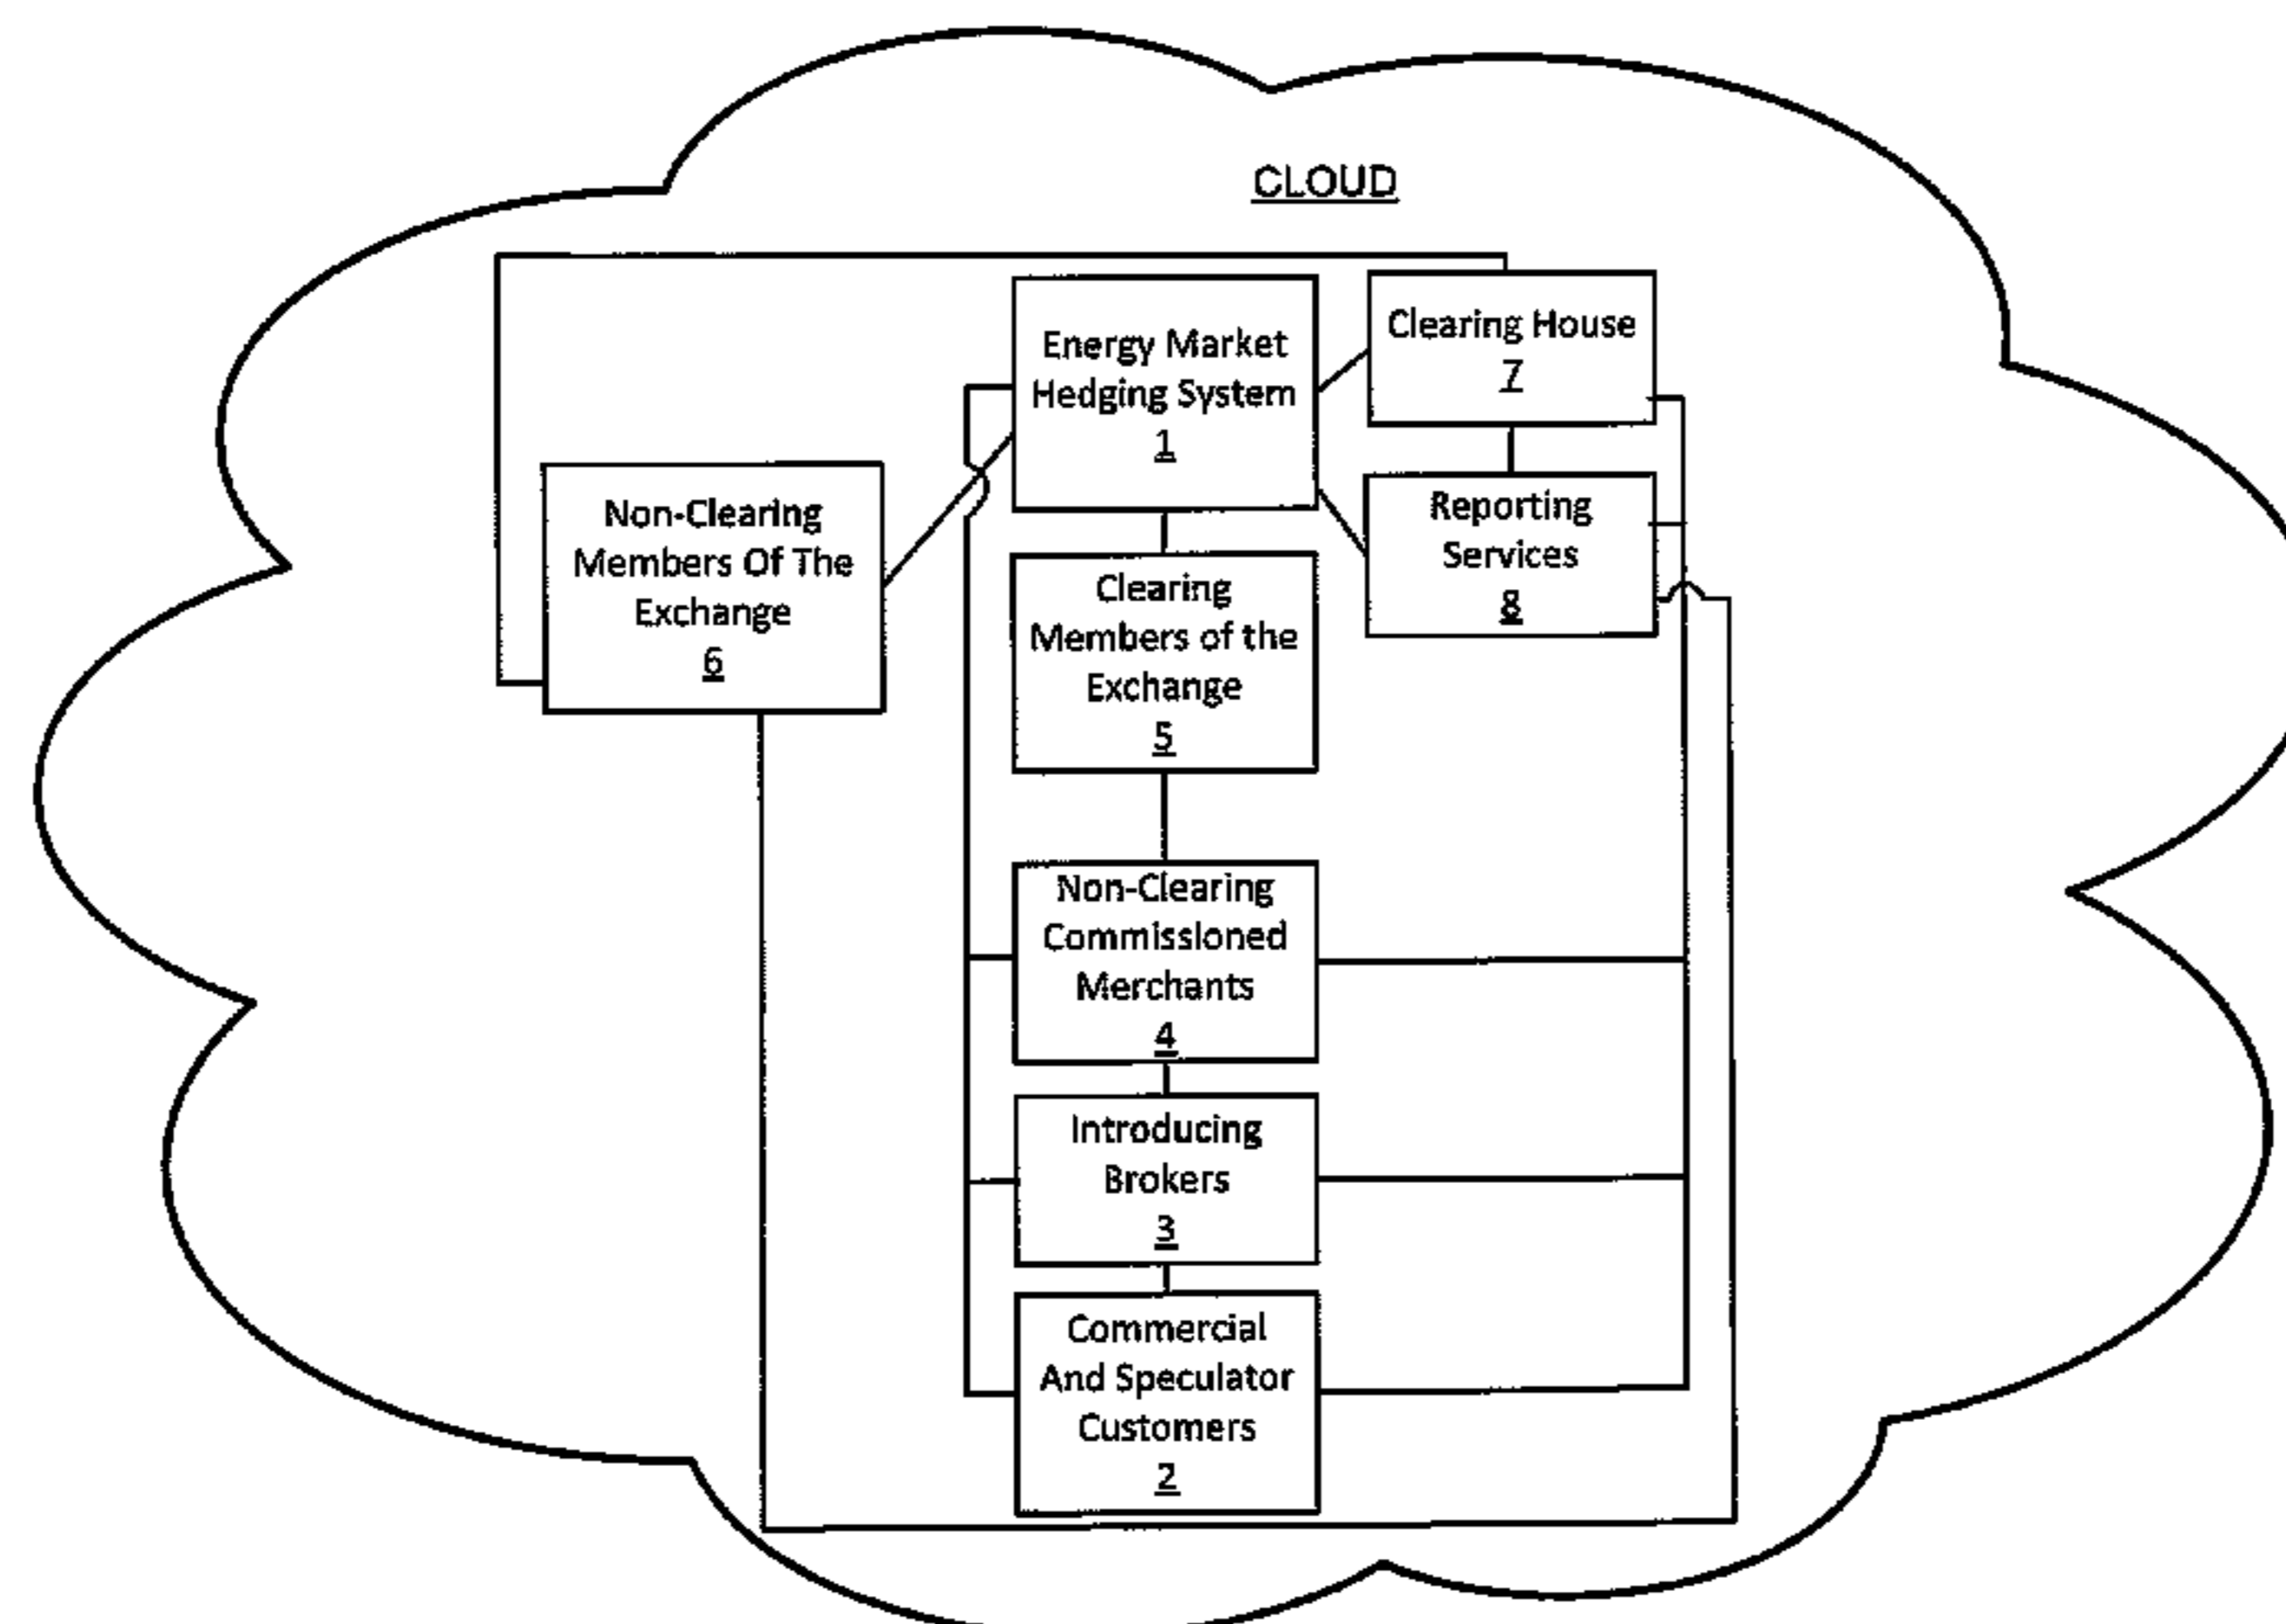 CLOUD
Energy Market
Hedging System
1
Clearing House
7
Reporting
Services
8
Non-Clearing
Members Of The
Exchange
6
Clearing
Members of the
Exchange
5
Non-Clearing
Commissioned
Merchants
4
Introducing
Brokers
3
Commercial
And Speculator
Customers
2